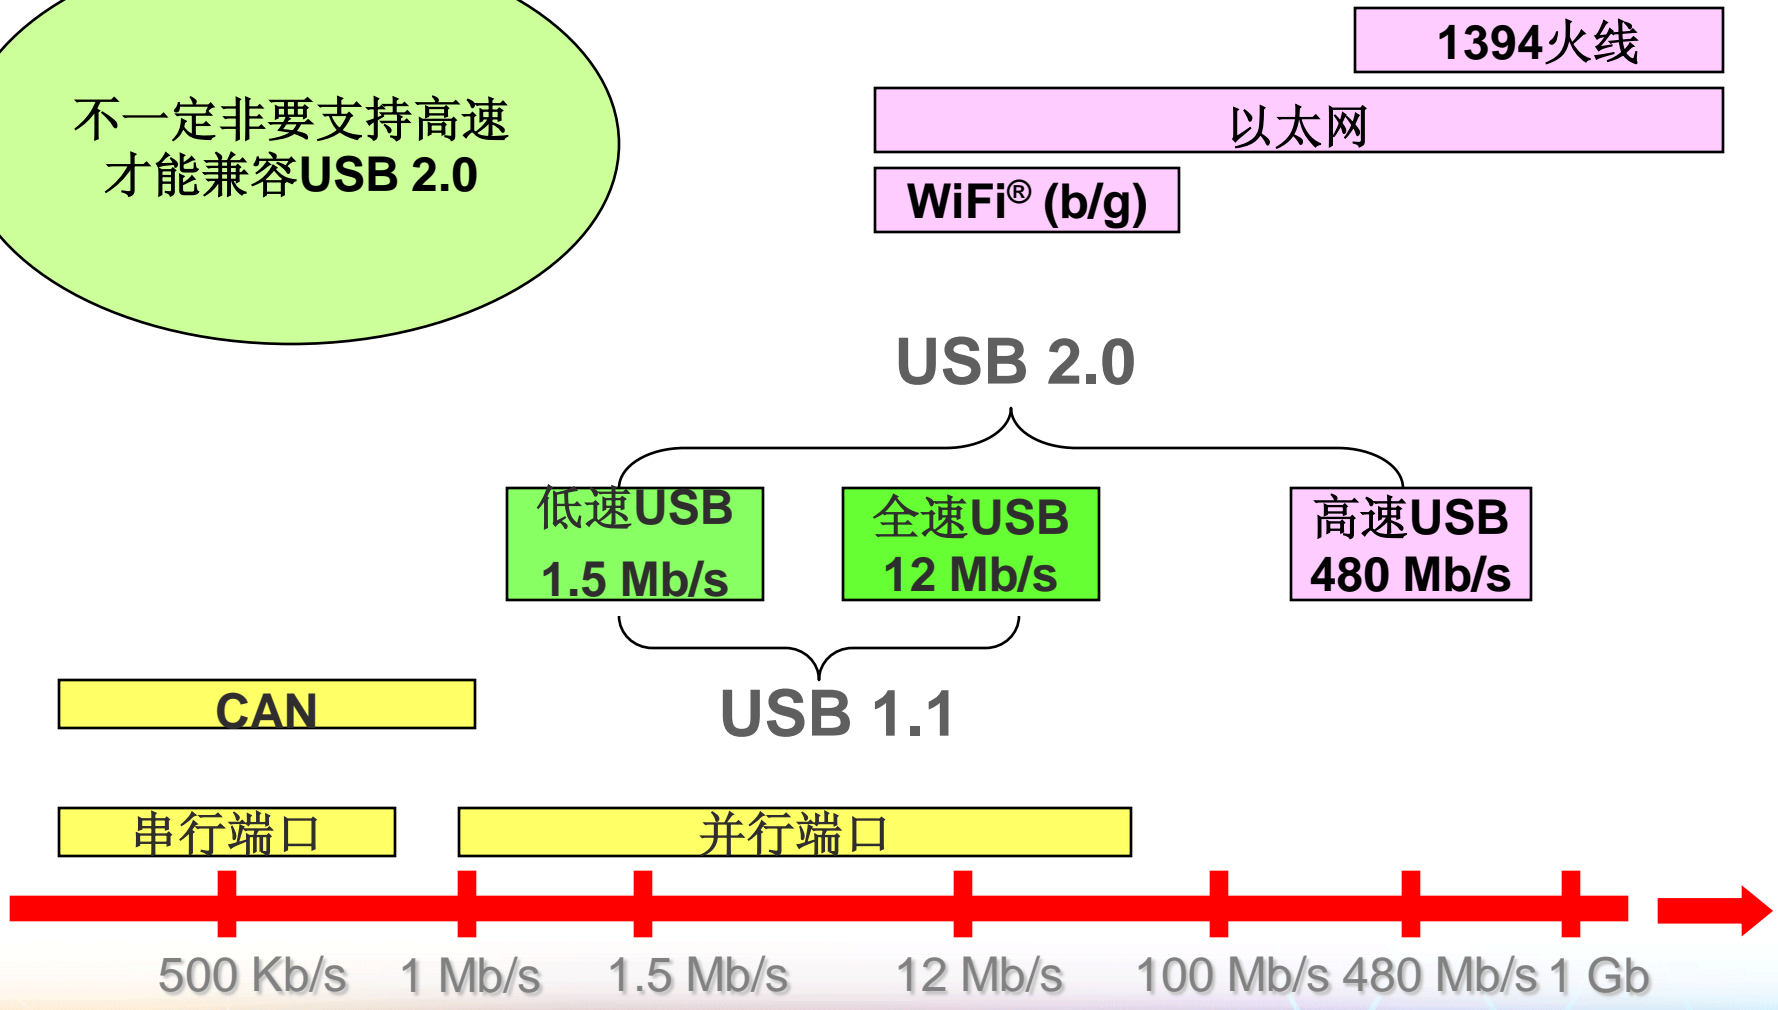 不一定非要支持高速
才能兼容USB 2.0
1394火线
以太网
WiFi® (b/g)
USB 2.0
低速USB
1.5 Mb/s
全速USB
12 Mb/s
高速USB
480 Mb/s
USB 1.1
CAN
串行端口
并行端口
500 Kb/s
1 Mb/s
1.5 Mb/s
12 Mb/s
100 Mb/s
480 Mb/s
1 Gb